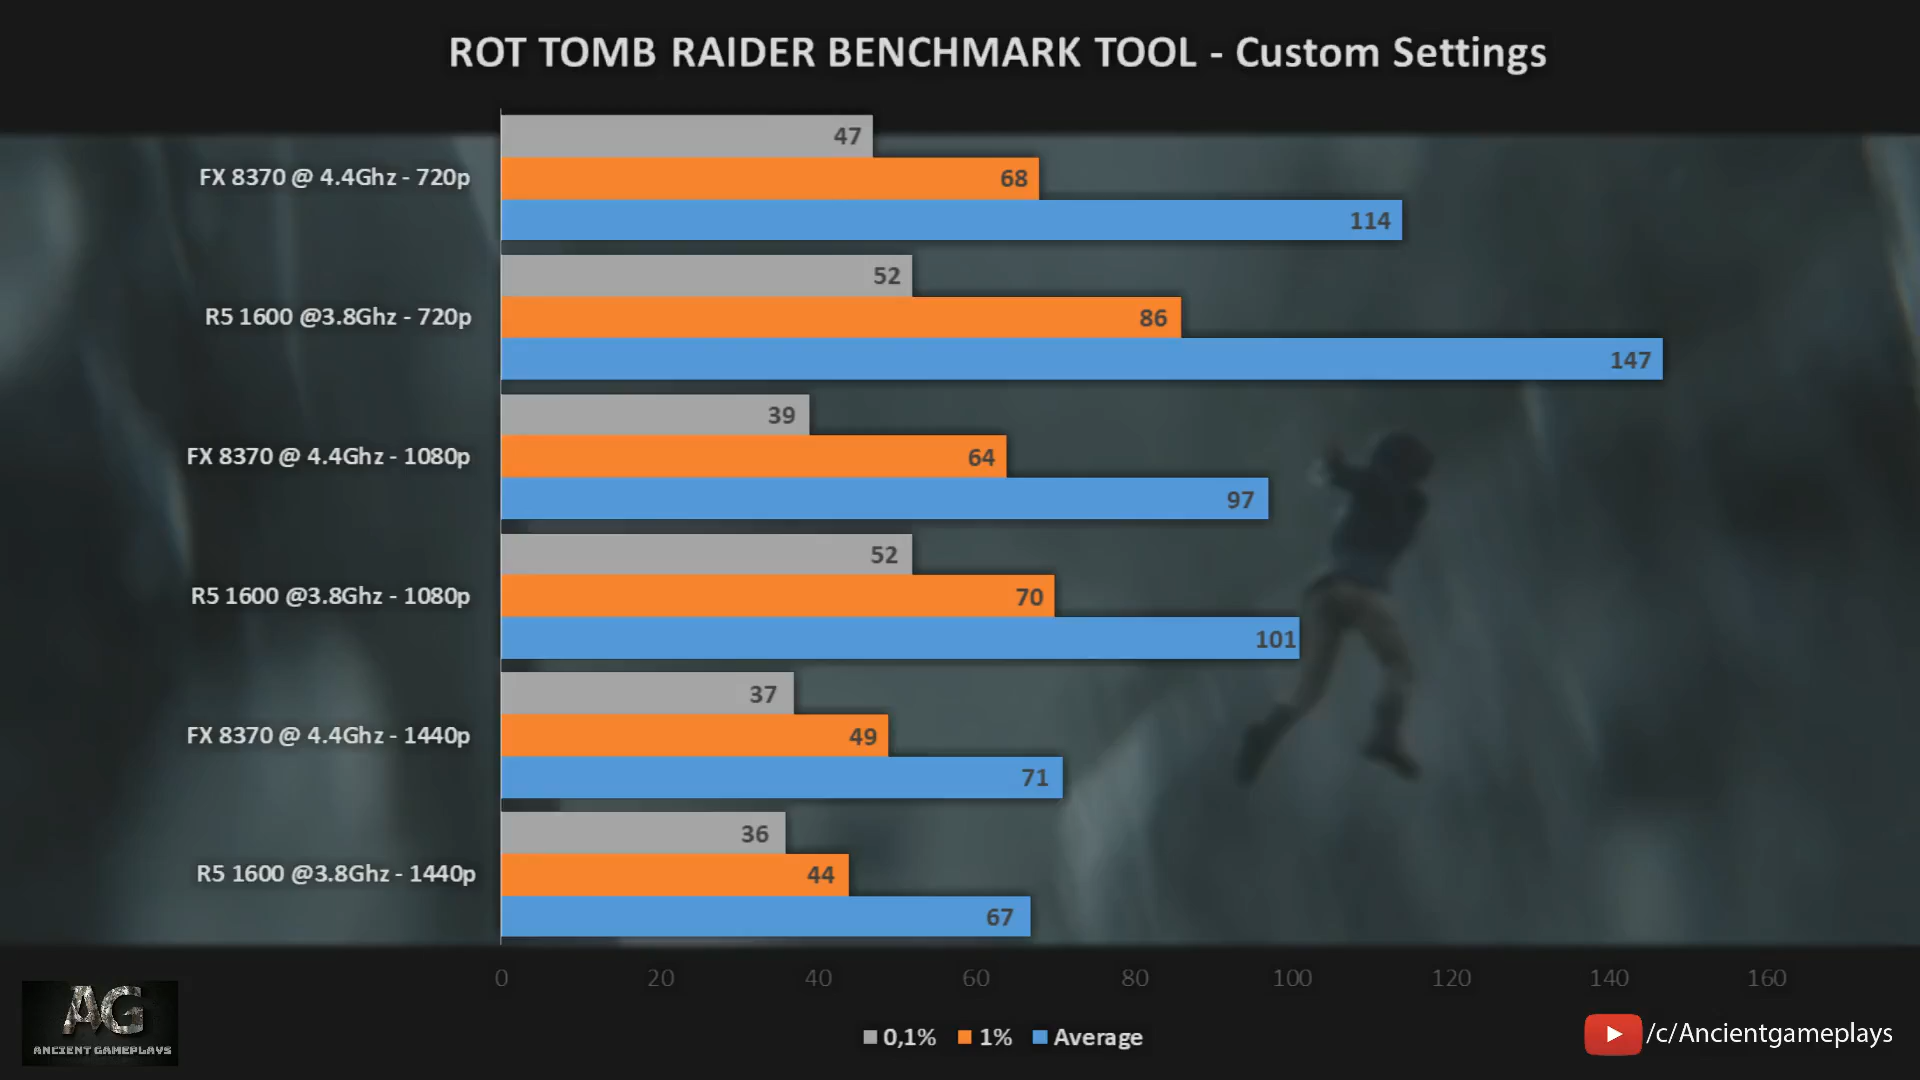 ROT TOMB RAIDER BENCHMARK TOOL - Custom Settings
FX 8370 @ 4.4Ghz - 720p
47
68
114
R5 1600 @3.8Ghz - 720p
52
86
147
FX 8370 @ 4.4Ghz - 1080p
39
64
97
R5 1600 @3.8Ghz - 1080p
52
70
101
FX 8370 @ 4.4Ghz - 1440p
37
49
71
R5 1600 @3.8Ghz - 1440p
36
44
67
0 20 40 60 80 100 120 140 160
0,1% 1% Average
AG
ANCIENT GAMEPLAYS
/c/Ancientgameplays